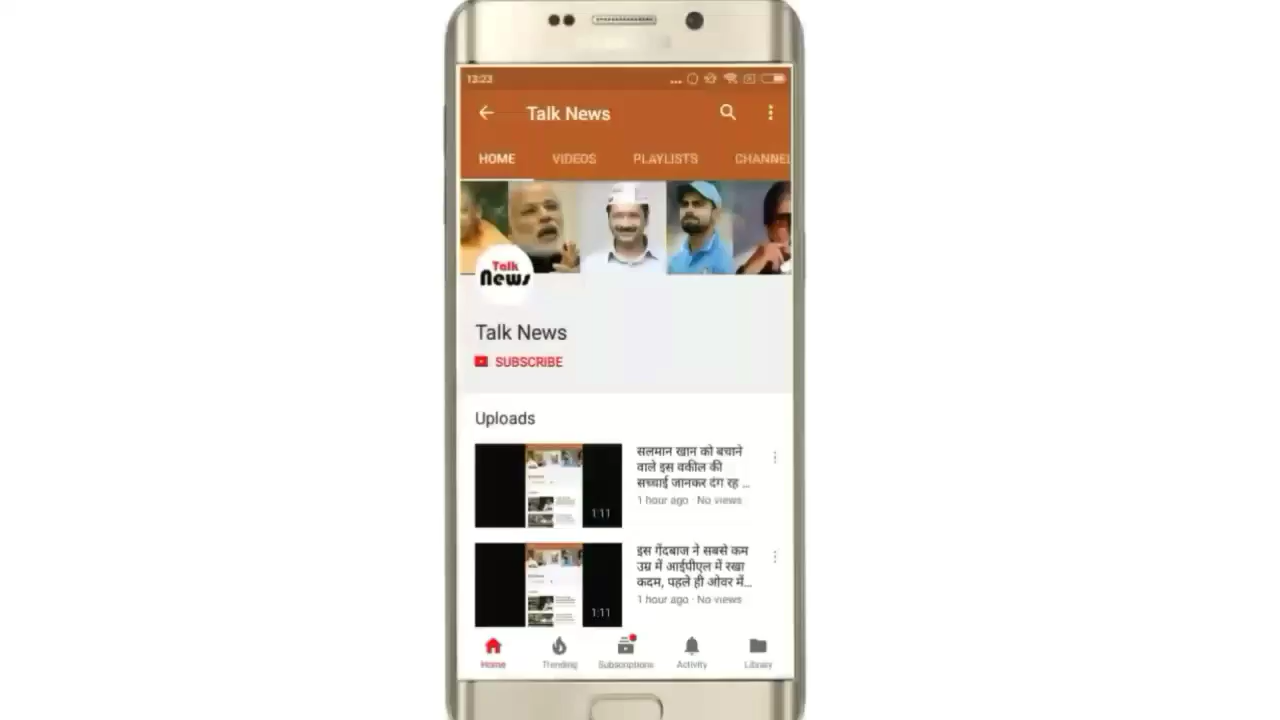 13:23
Talk News
HOME VIDEOS PLAYLISTS CHANNEL
Talk
News
Talk News
SUBSCRIBE
Uploads
सलमान खान को बचाने
वाले इस वकील की
सच्चाई जानकर दंग रह ...
1 hour ago · No views
1:11
इस गेंदबाज ने सबसे कम
उम्र में आईपीएल में रखा
कदम, पहले ही ओवर में...
1 hour ago · No views
1:11
Home Trending Subscriptions Activity Library